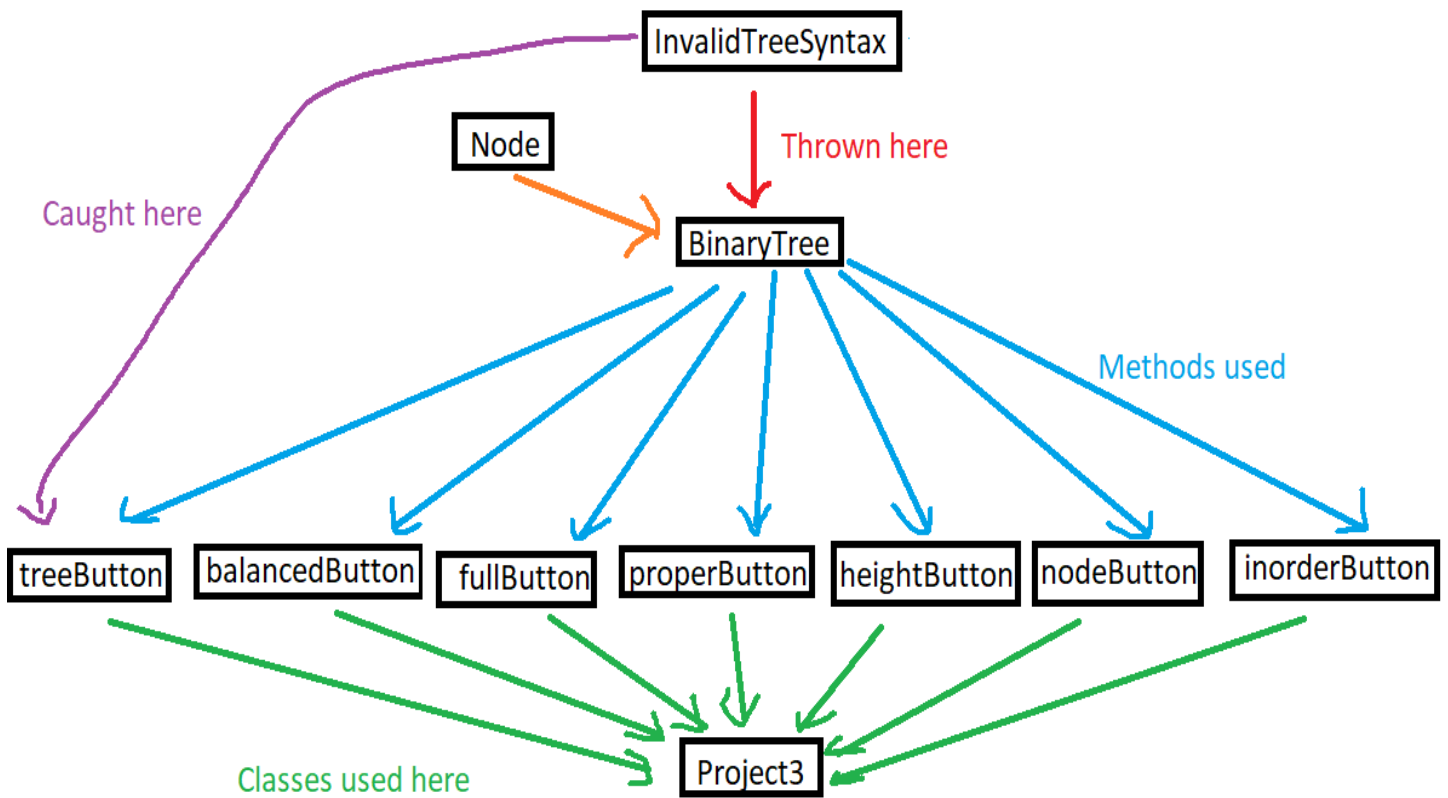 InvalidTreeSyntax
Node
Thrown here
Caught here
BinaryTree
Methods used
treeButton
balancedButton
fullButton
properButton
heightButton
nodeButton
inorderButton
Project3
Classes used here